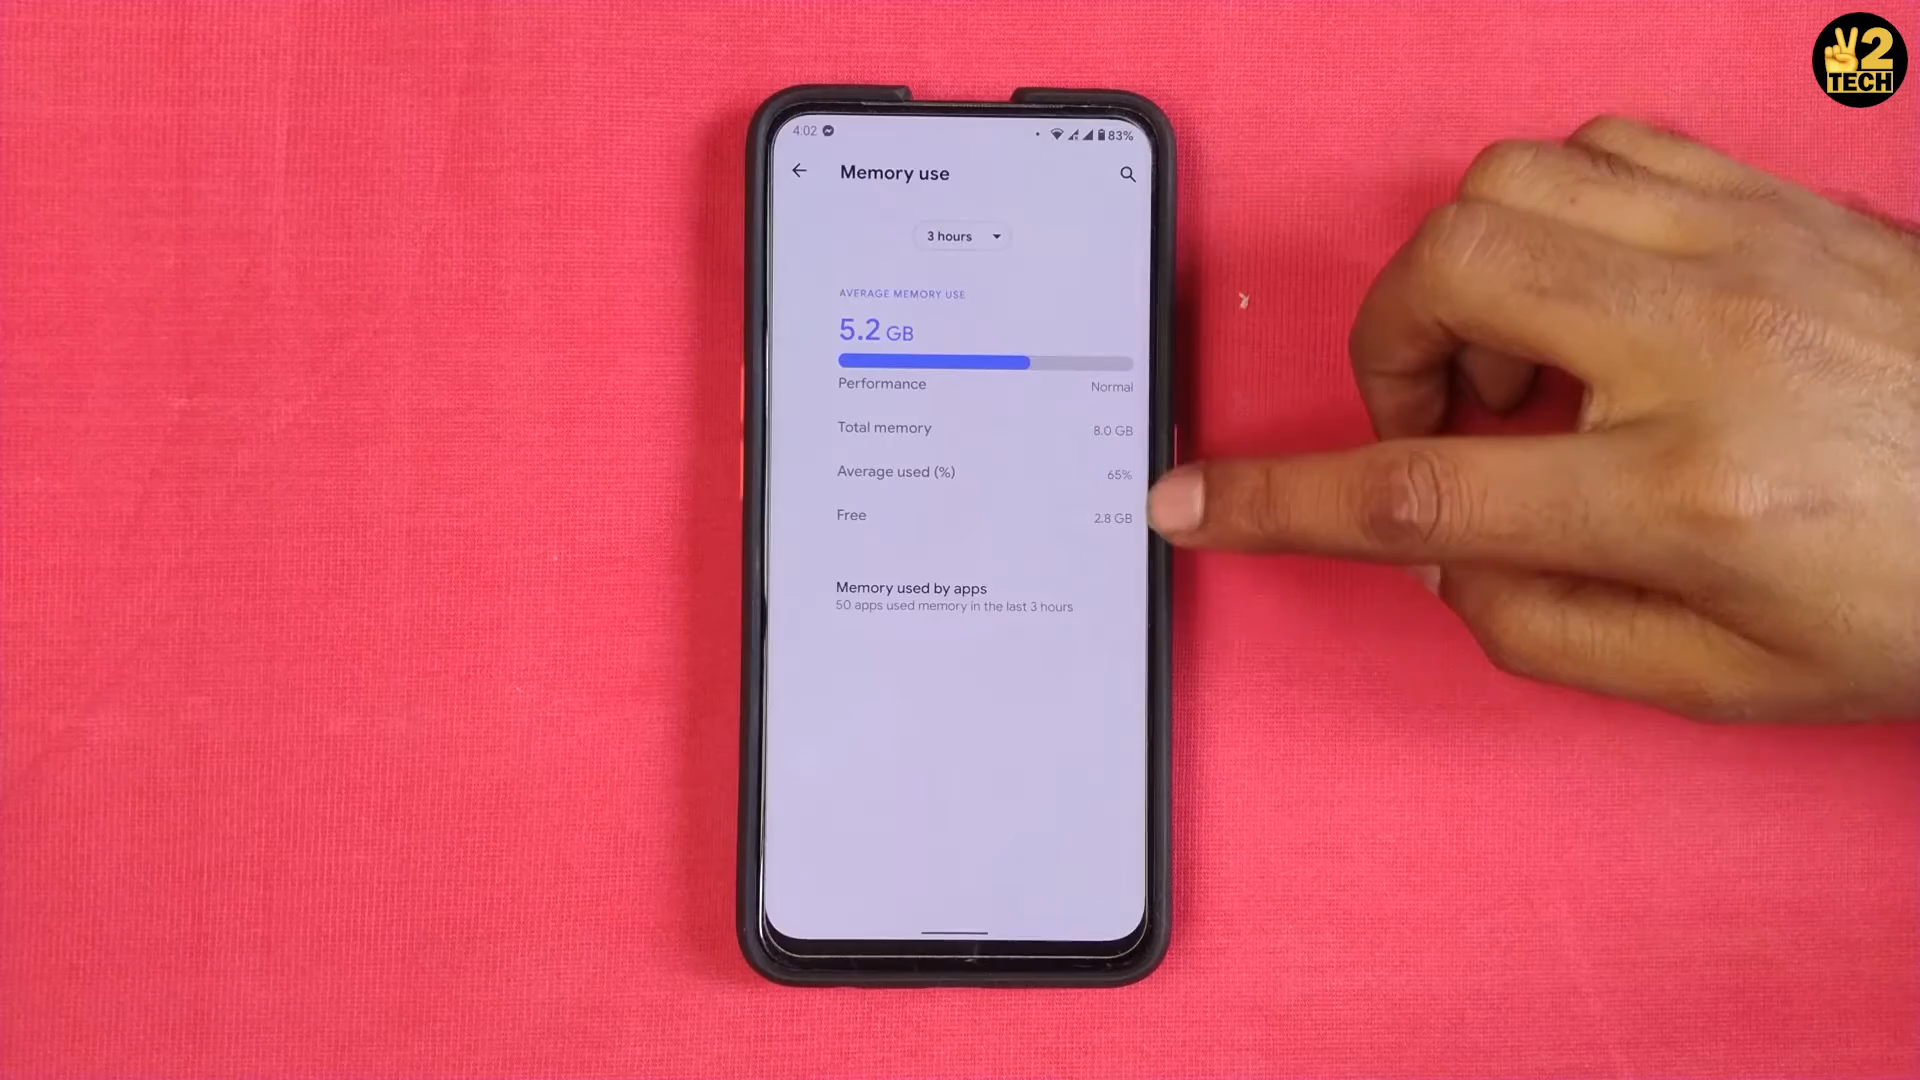 2
TECH
4:02 83%
Memory use
3 hours
AVERAGE MEMORY USE
5.2 GB
Performance Normal
Total memory 8.0 GB
Average used (%) 65%
Free 2.8 GB
Memory used by apps
50 apps used memory in the last 3 hours